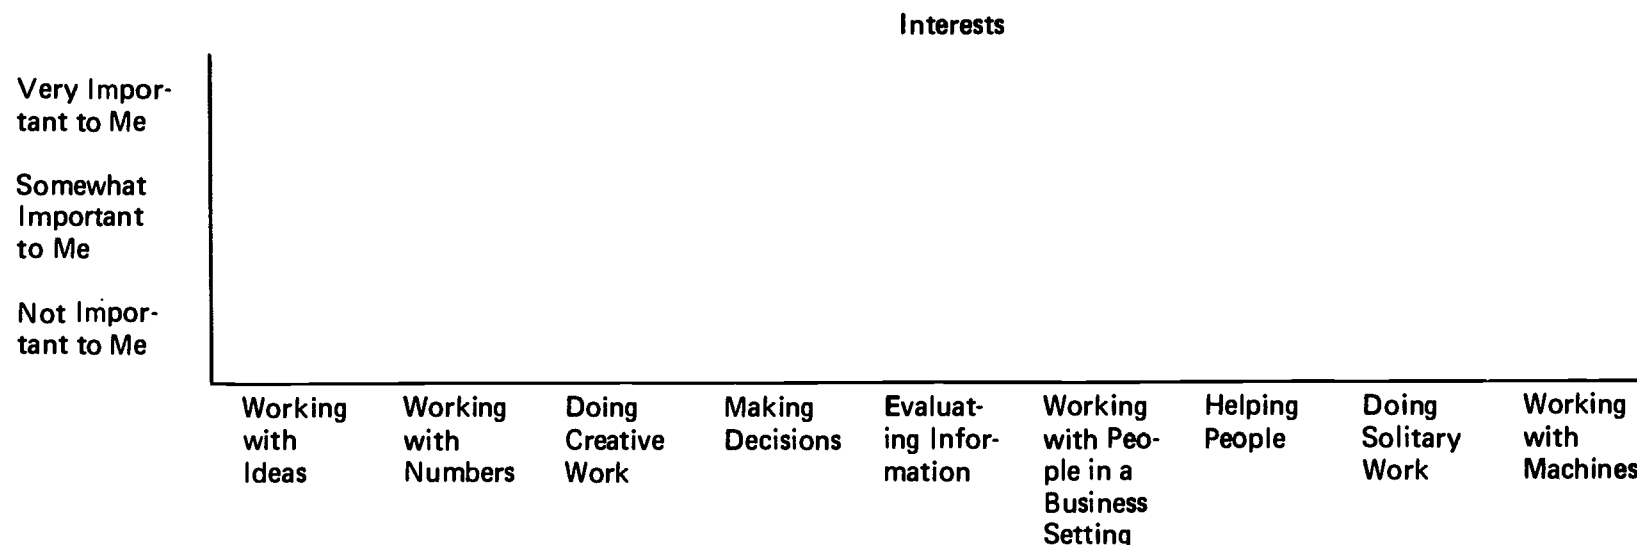 Interests
Very Impor-
tant to Me
Somewhat
Important
to Me
Not Impor-
tant to Me
Working
with
Ideas
Working
with
Numbers
Doing
Creative
Work
Making
Decisions
Evaluat-
ing Infor-
mation
Working
with Peo-
ple in a
Business
Setting
Helping
People
Doing
Solitary
Work
Working
with
Machines